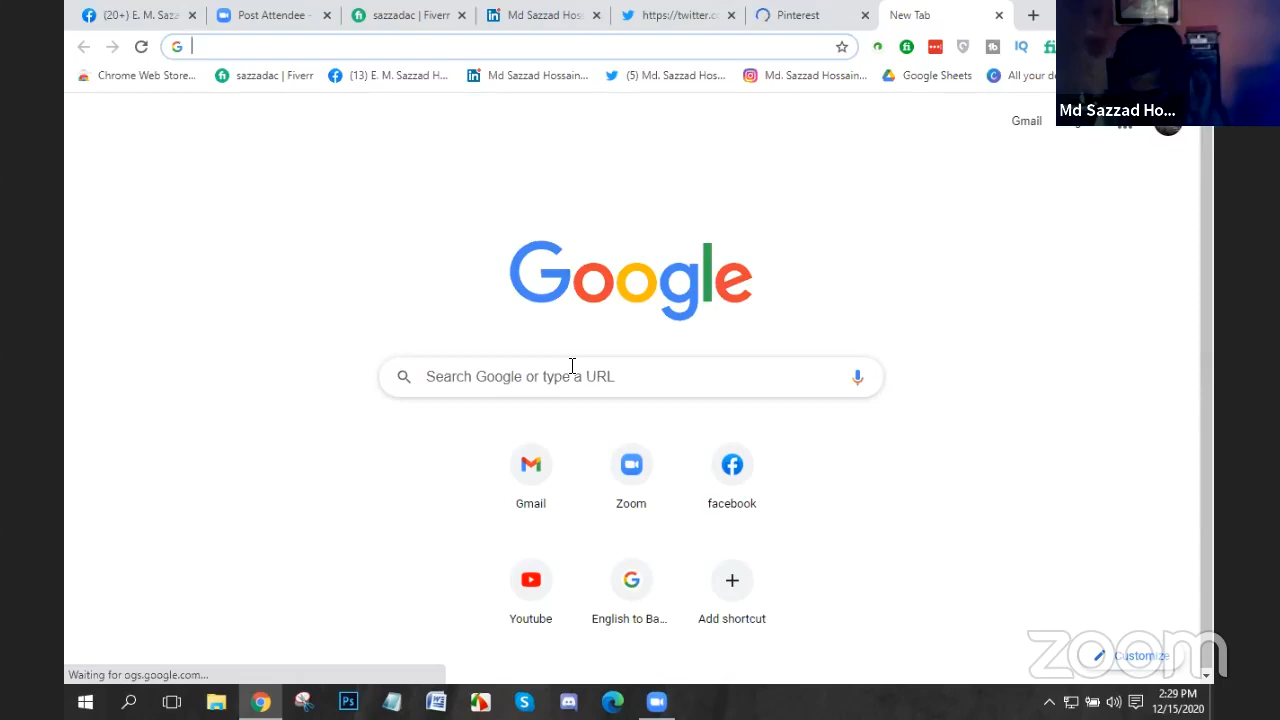 (20+) E. M. Saza
Post Attendee -
sazzadac | Fiverr
Md Sazzad Hos
https://twitter.co
Pinterest
New Tab
Chrome Web Store...
sazzadac | Fiverr
(13) E. M. Sazzad H...
Md Sazzad Hossain...
(5) Md. Sazzad Hos...
Md. Sazzad Hossain...
Google Sheets
All your de
Md Sazzad Ho...
Gmail
Google
Search Google or type a URL
Gmail
Zoom
facebook
Youtube
English to Ba...
Add shortcut
Customize
zoom
Waiting for ogs.google.com...
2:29 PM
12/15/2020